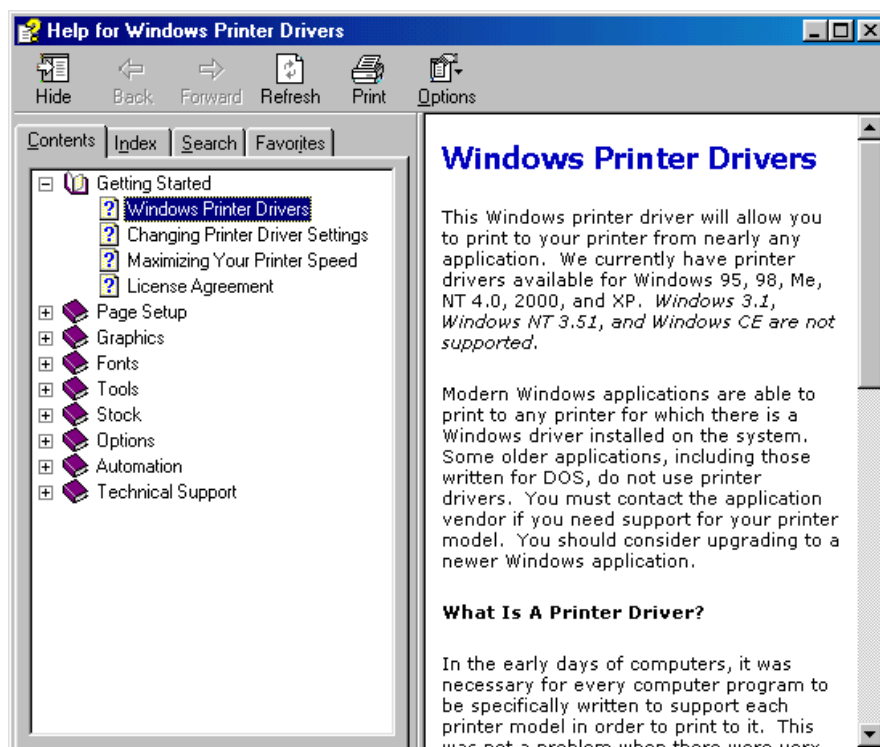 Help for Windows Printer Drivers
Hide Back Forward Refresh Print Options
Contents Index Search Favorites
Getting Started
Windows Printer Drivers
Changing Printer Driver Settings
Maximizing Your Printer Speed
License Agreement
Page Setup
Graphics
Fonts
Tools
Stock
Options
Automation
Technical Support
Windows Printer Drivers
This Windows printer driver will allow you
to print to your printer from nearly any
application. We currently have printer
drivers available for Windows 95, 98, Me,
NT 4.0, 2000, and XP. Windows 3.1,
Windows NT 3.51, and Windows CE are not
supported.
Modern Windows applications are able to
print to any printer for which there is a
Windows driver installed on the system.
Some older applications, including those
written for DOS, do not use printer
drivers. You must contact the application
vendor if you need support for your printer
model. You should consider upgrading to a
newer Windows application.
What Is A Printer Driver?
In the early days of computers, it was
necessary for every computer program to
be specifically written to support each
printer model in order to print to it. This
was not a problem when there were very